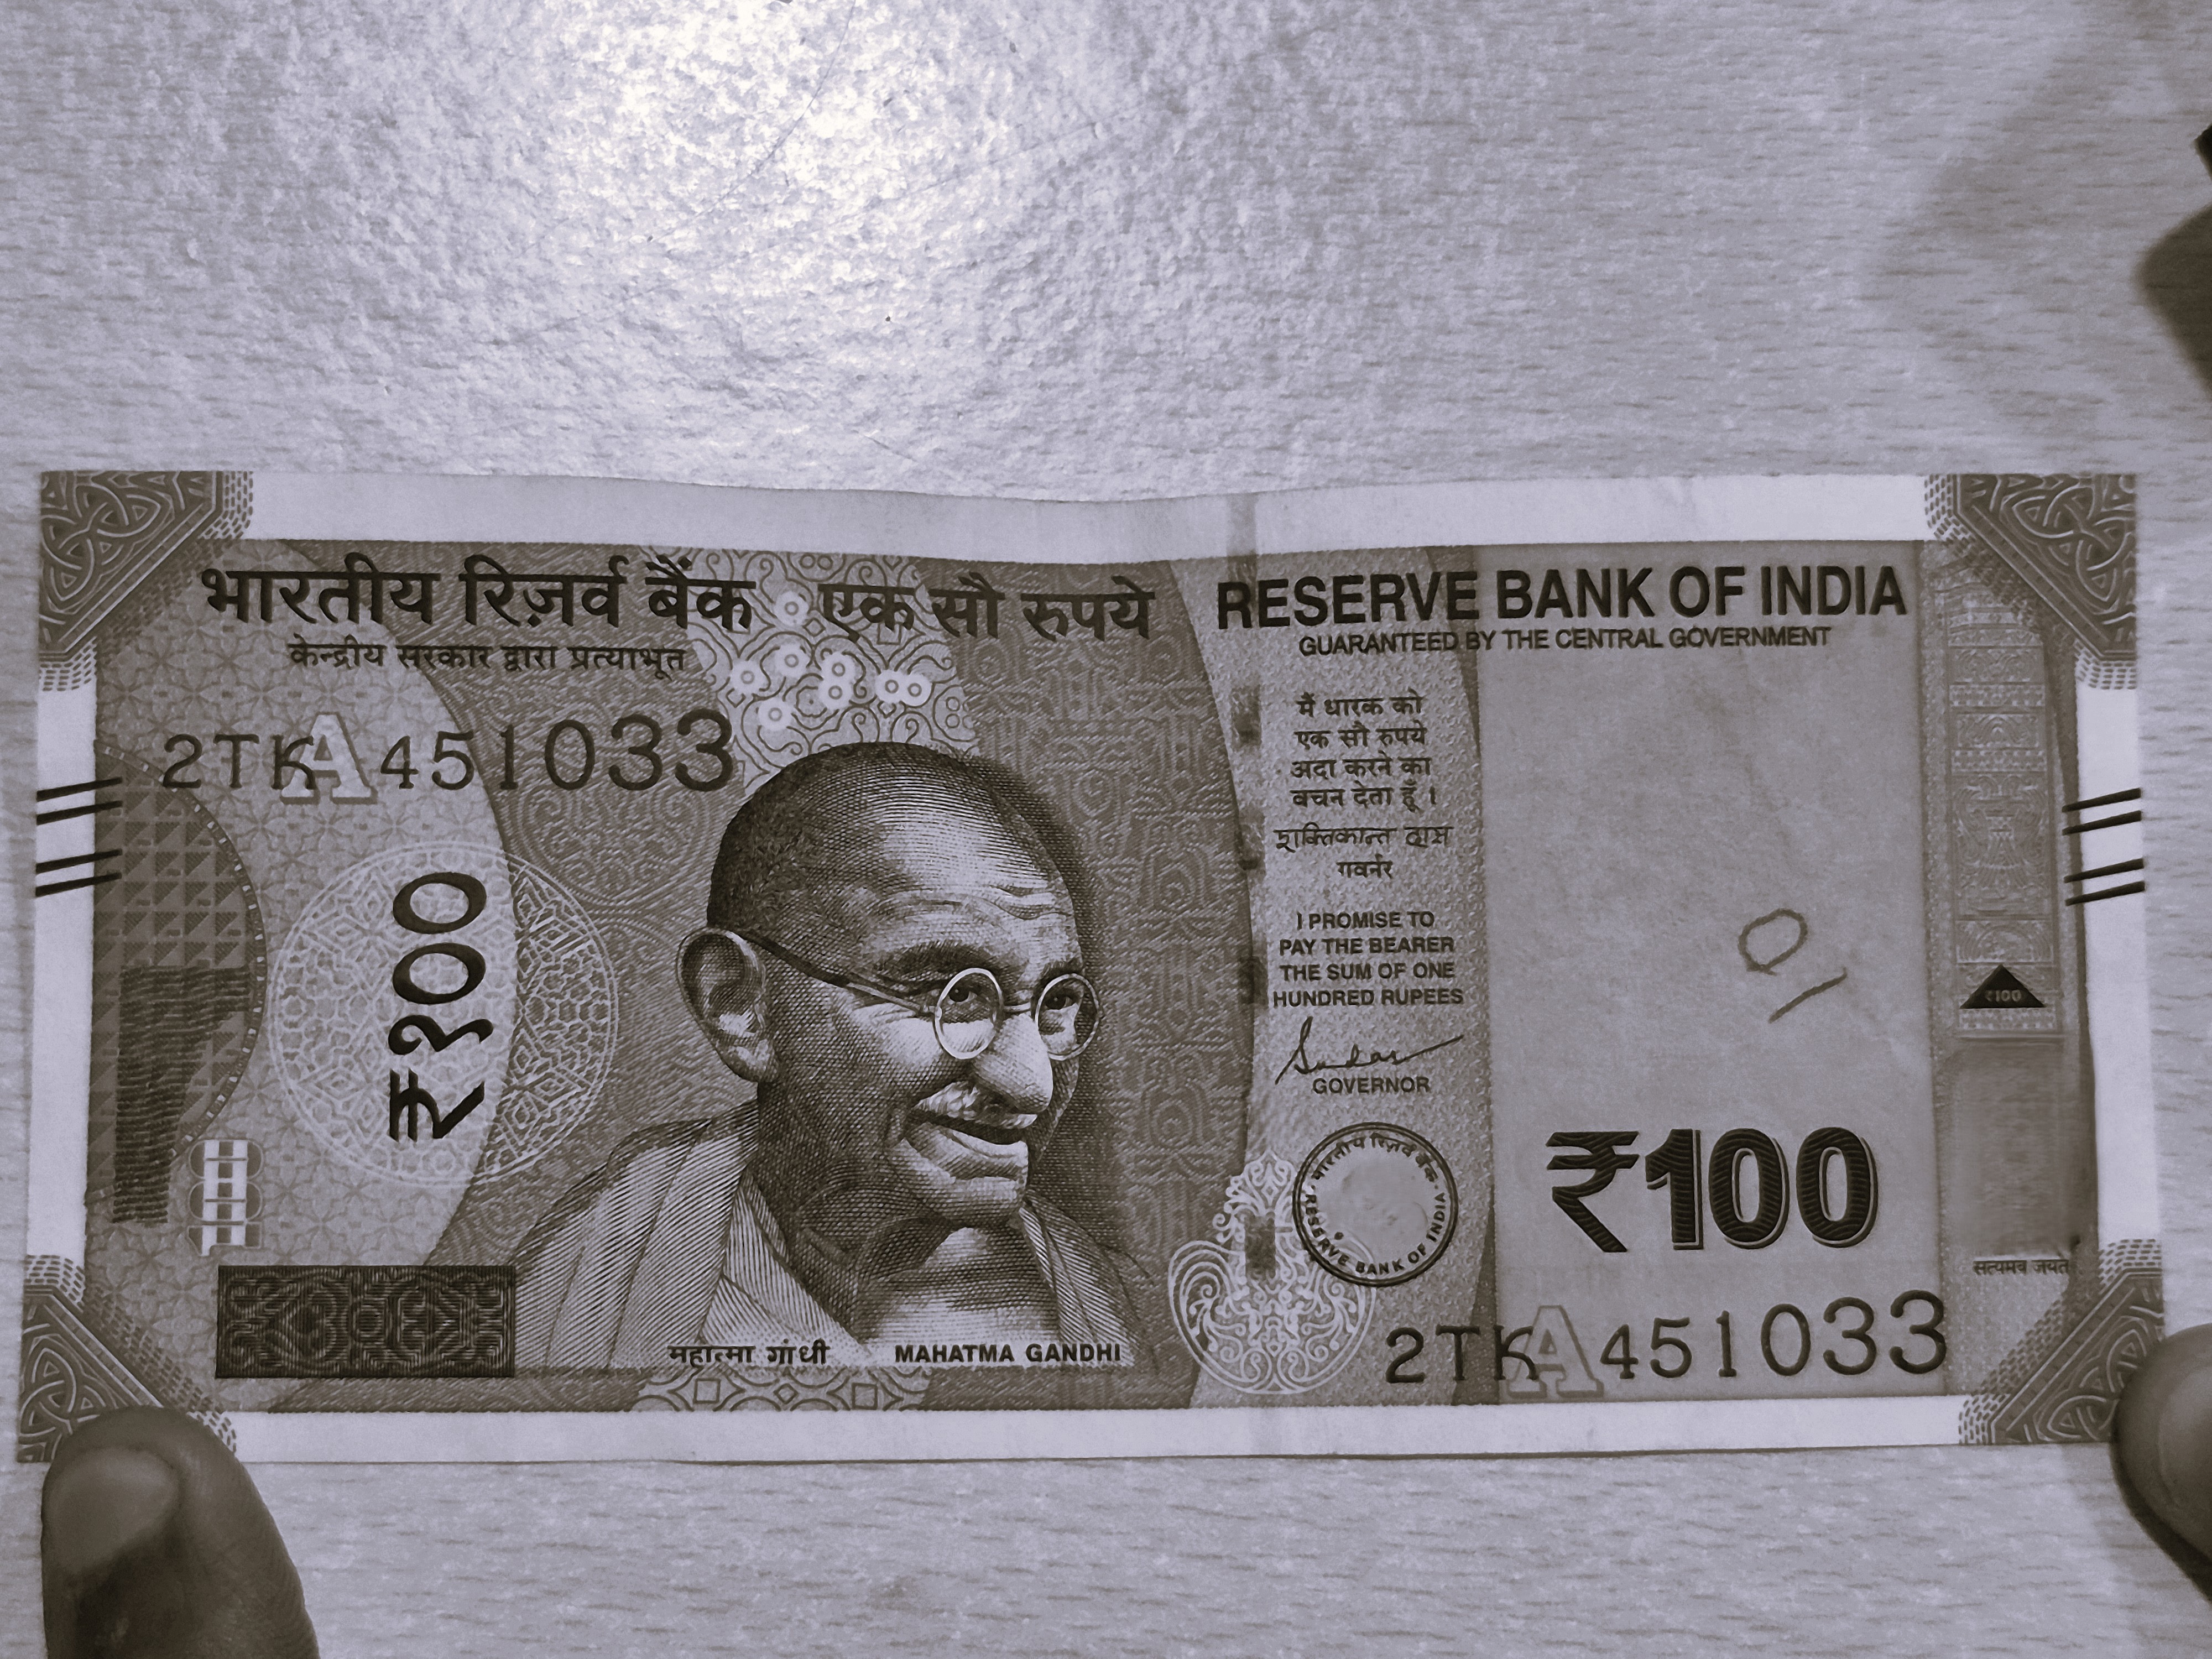 भारतीय रिज़र्व बैंक एक सौ रुपये
केन्द्रीय सरकार द्वारा प्रत्याभूत
2TK A 451033
₹१००
महात्मा गांधी MAHATMA GANDHI
RESERVE BANK OF INDIA
GUARANTEED BY THE CENTRAL GOVERNMENT
मैं धारक को
एक सौ रुपये
अदा करने का
वचन देता हूँ ।
शक्तिकान्त दास
गवर्नर
I PROMISE TO
PAY THE BEARER
THE SUM OF ONE
HUNDRED RUPEES
GOVERNOR
भारतीय रिज़र्व बैंक
RESERVE BANK OF INDIA
₹100
₹100
सत्यमेव जयते
2TK A 451033